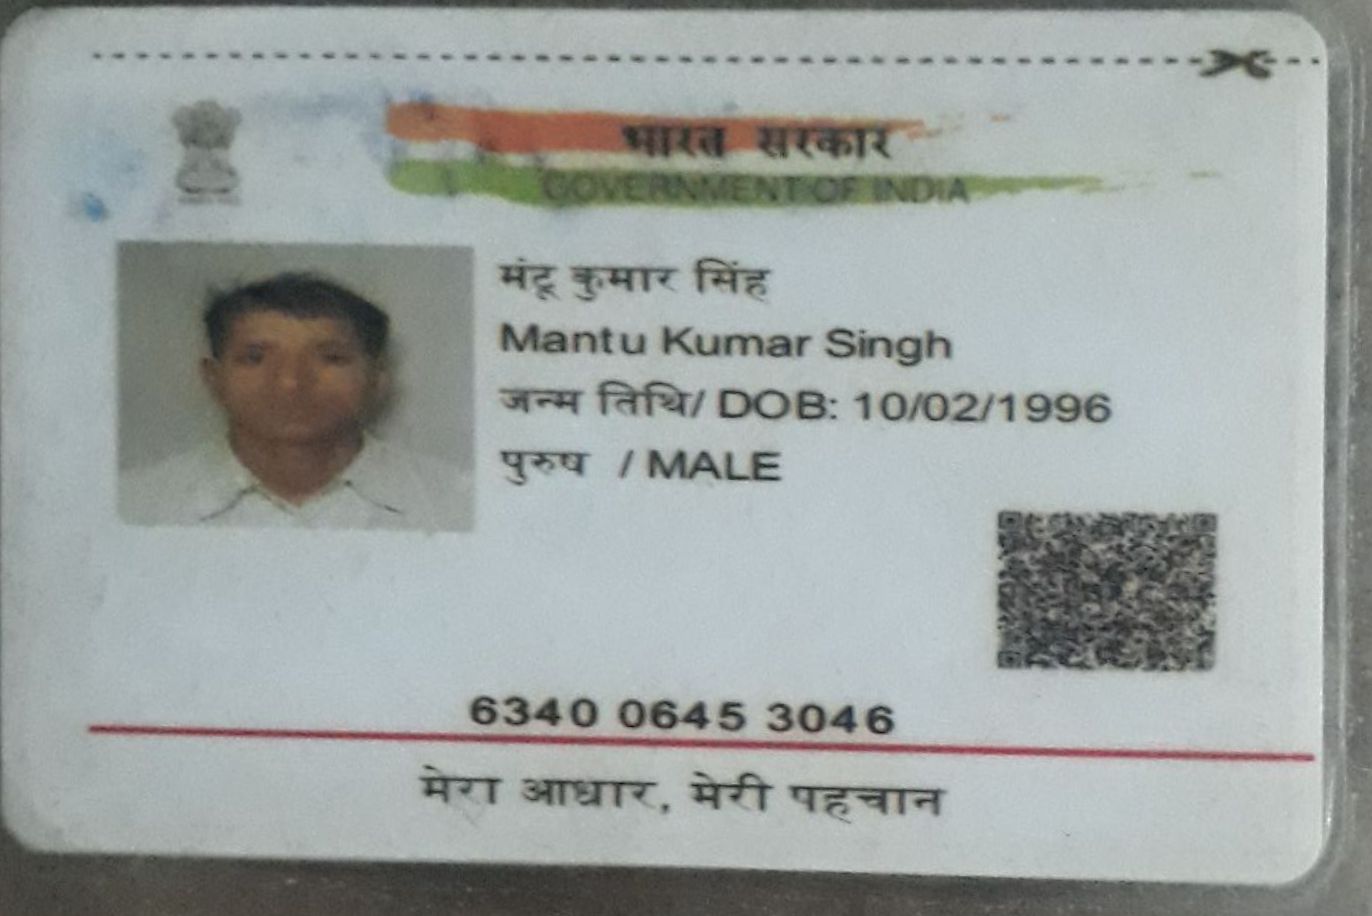 भारत सरकार
GOVERNMENT OF INDIA
मंटू कुमार सिंह
Mantu Kumar Singh
जन्म तिथि/ DOB: 10/02/1996
पुरुष / MALE
6340 0645 3046
मेरा आधार, मेरी पहचान